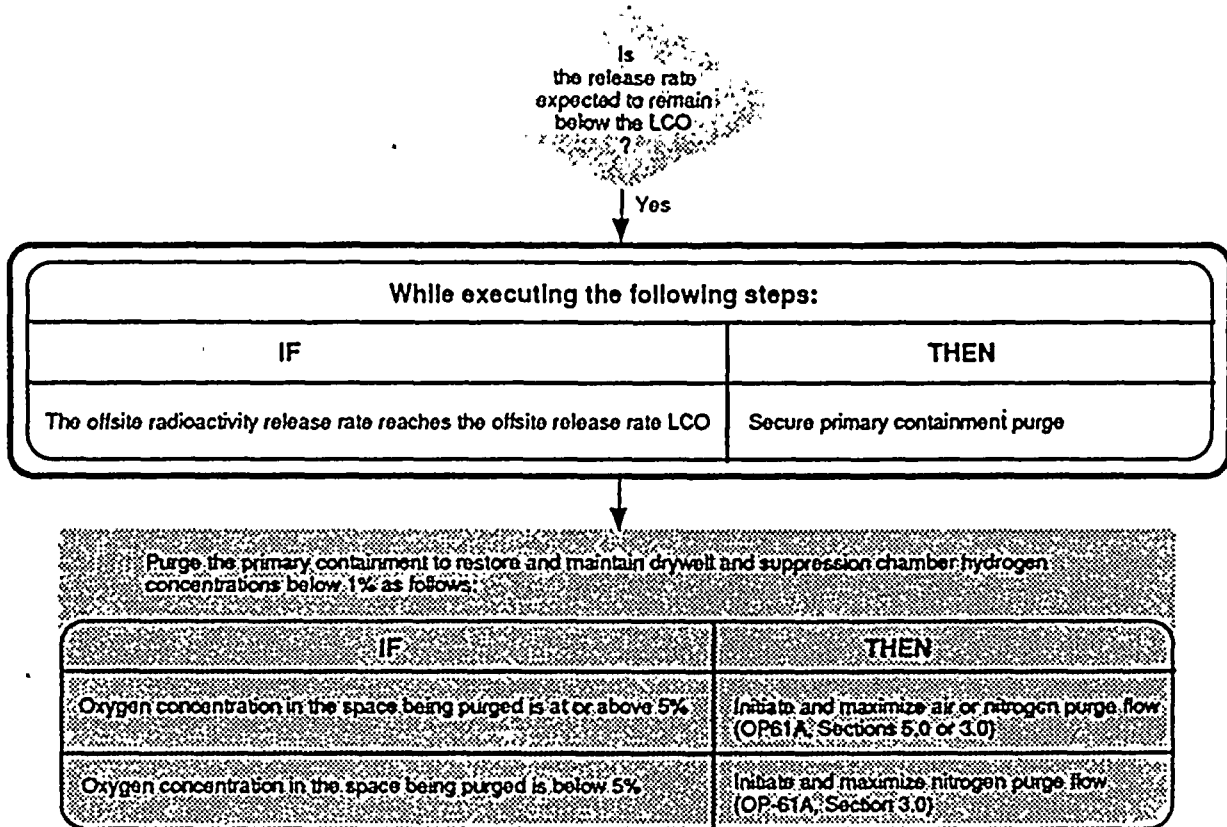 Is
the release rate
expected to remain
below the LCO
?
Yes
While executing the following steps:
IF
THEN
The offsite radioactivity release rate reaches the offsite release rate LCO
Secure primary containment purge
Purge the primary containment to restore and maintain drywell and suppression chamber hydrogen
concentrations below 1% as follows:
IF
THEN
Oxygen concentration in the space being purged is at or above 5%
Initiate and maximize air or nitrogen purge flow
(OP61A, Sections 5.0 or 3.0)
Oxygen concentration in the space being purged is below 5%
Initiate and maximize nitrogen purge flow
(OP-61A, Section 3.0)